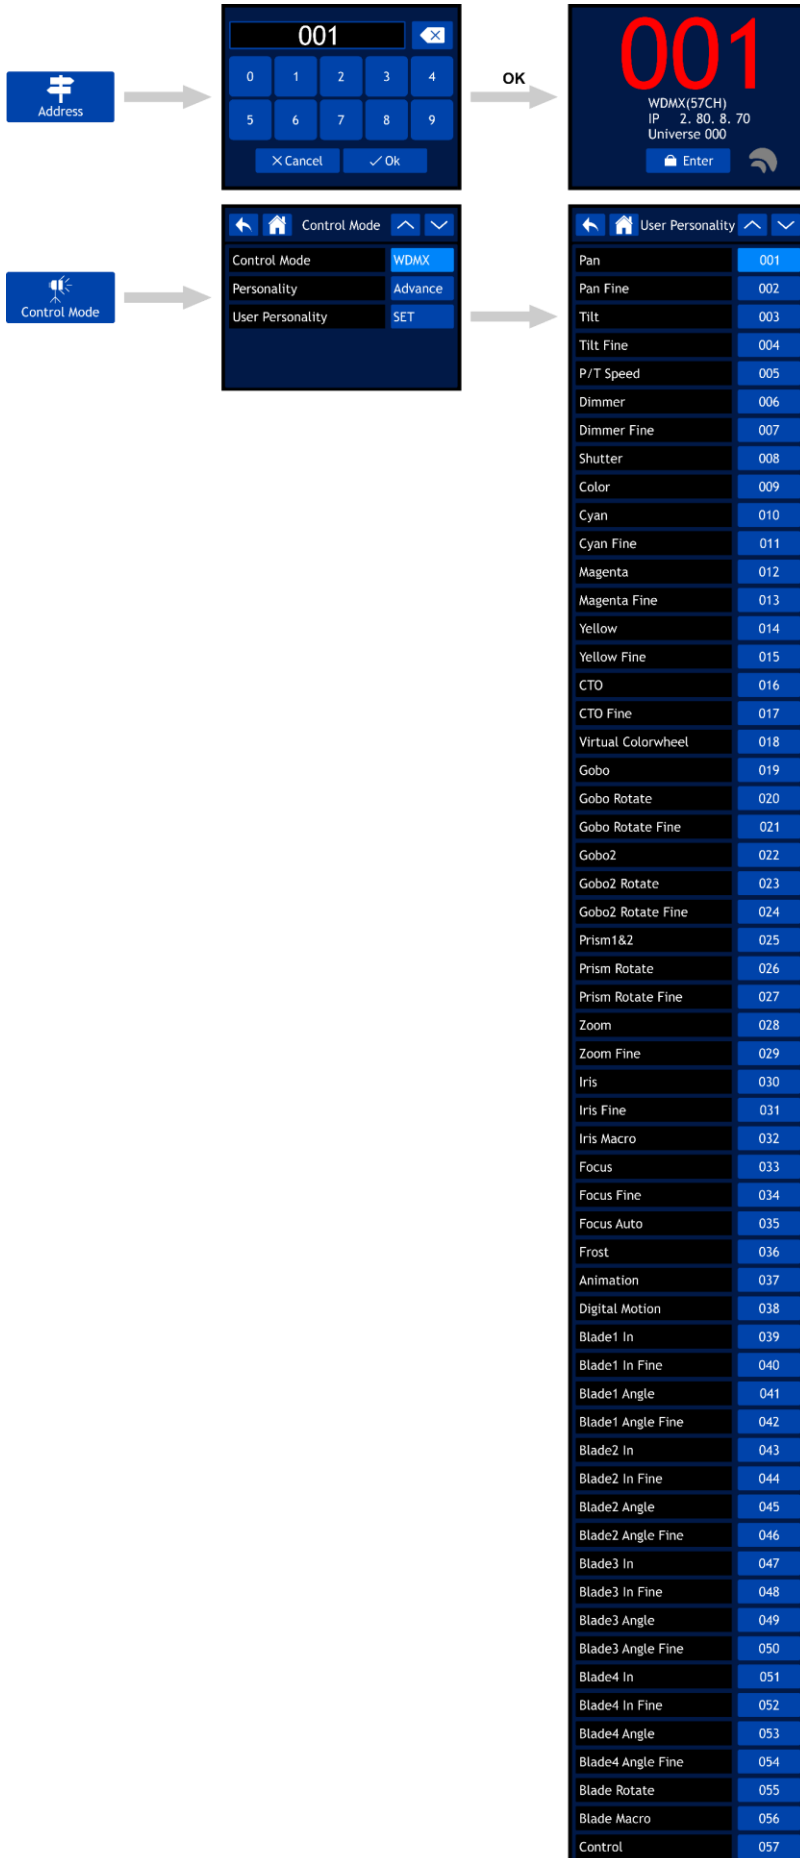 Address
001
0 1 2 3 4
5 6 7 8 9
Cancel Ok
OK
001
WDMX(57CH)
IP 2. 80. 8. 70
Universe 000
Enter
Control Mode
Control Mode
Control Mode WDMX
Personality Advance
User Personality SET
User Personality
Pan 001
Pan Fine 002
Tilt 003
Tilt Fine 004
P/T Speed 005
Dimmer 006
Dimmer Fine 007
Shutter 008
Color 009
Cyan 010
Cyan Fine 011
Magenta 012
Magenta Fine 013
Yellow 014
Yellow Fine 015
CTO 016
CTO Fine 017
Virtual Colorwheel 018
Gobo 019
Gobo Rotate 020
Gobo Rotate Fine 021
Gobo2 022
Gobo2 Rotate 023
Gobo2 Rotate Fine 024
Prism1&2 025
Prism Rotate 026
Prism Rotate Fine 027
Zoom 028
Zoom Fine 029
Iris 030
Iris Fine 031
Iris Macro 032
Focus 033
Focus Fine 034
Focus Auto 035
Frost 036
Animation 037
Digital Motion 038
Blade1 In 039
Blade1 In Fine 040
Blade1 Angle 041
Blade1 Angle Fine 042
Blade2 In 043
Blade2 In Fine 044
Blade2 Angle 045
Blade2 Angle Fine 046
Blade3 In 047
Blade3 In Fine 048
Blade3 Angle 049
Blade3 Angle Fine 050
Blade4 In 051
Blade4 In Fine 052
Blade4 Angle 053
Blade4 Angle Fine 054
Blade Rotate 055
Blade Macro 056
Control 057